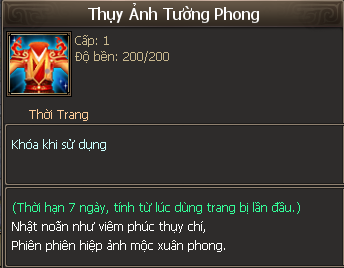 Thụy Ảnh Tường Phong
Cấp: 1
Độ bền: 200/200
Thời Trang
Khóa khi sử dụng
(Thời hạn 7 ngày, tính từ lúc dùng trang bị lần đầu.)
Nhật noãn như viêm phúc thụy chí,
Phiên phiên hiệp ảnh mộc xuân phong.